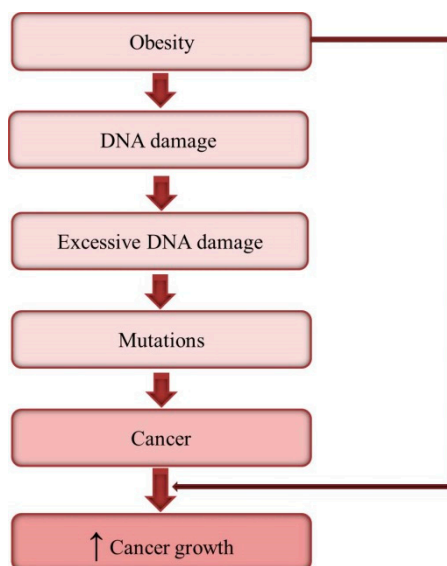 Obesity
DNA damage
Excessive DNA damage
Mutations
Cancer
↑ Cancer growth